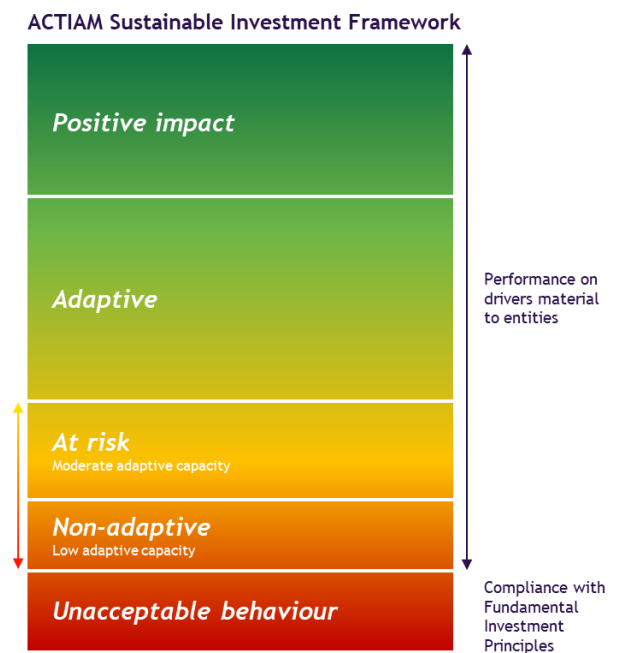 ACTIAM Sustainable Investment Framework
Positive impact
Adaptive
Performance on
drivers material
to entities
At risk
Moderate adaptive capacity
Non-adaptive
Low adaptive capacity
Unacceptable behaviour
Compliance with
Fundamental
Investment
Principles